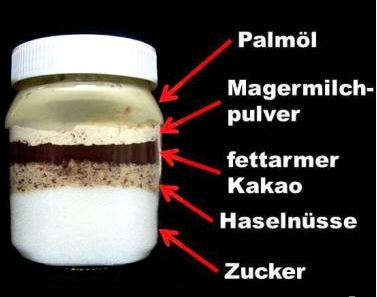 Palmöl
Magermilch-
pulver
fettarmer
Kakao
Haselnüsse
Zucker